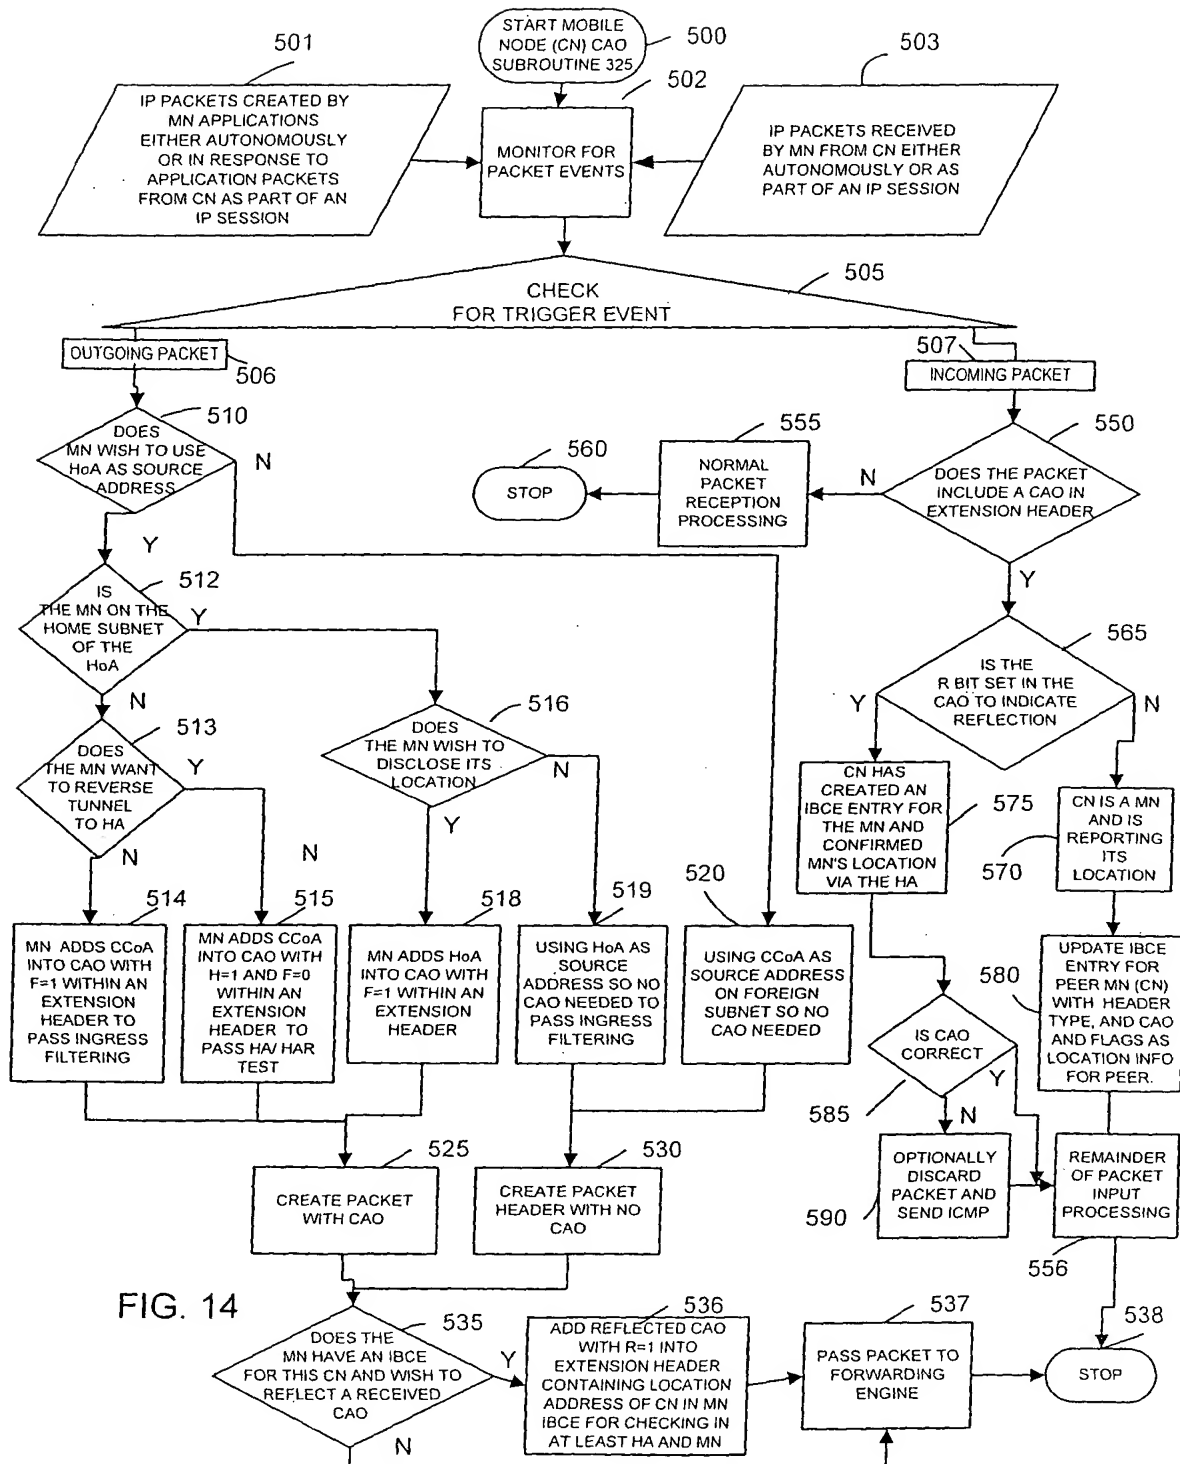 START MOBILE
NODE (CN) CAO
SUBROUTINE 325
500
501
502
503
IP PACKETS CREATED BY
MN APPLICATIONS
EITHER AUTONOMOUSLY
OR IN RESPONSE TO
APPLICATION PACKETS
FROM CN AS PART OF AN
IP SESSION
MONITOR FOR
PACKET EVENTS
IP PACKETS RECEIVED
BY MN FROM CN EITHER
AUTONOMOUSLY OR AS
PART OF AN IP SESSION
CHECK
FOR TRIGGER EVENT
505
OUTGOING PACKET
506
507
INCOMING PACKET
510
DOES
MN WISH TO USE
HoA AS SOURCE
ADDRESS
N
Y
560
STOP
555
NORMAL
PACKET
RECEPTION
PROCESSING
N
550
DOES THE PACKET
INCLUDE A CAO IN
EXTENSION HEADER
Y
512
IS
THE MN ON THE
HOME SUBNET
OF THE
HoA
Y
N
565
IS THE
R BIT SET IN THE
CAO TO INDICATE
REFLECTION
Y
N
513
DOES
THE MN WANT
TO REVERSE
TUNNEL
TO HA
Y
N
N
516
DOES
THE MN WISH TO
DISCLOSE ITS
LOCATION
N
Y
CN HAS
CREATED AN
IBCE ENTRY FOR
THE MN AND
CONFIRMED
MN'S LOCATION
VIA THE HA
575
CN IS A MN
AND IS
REPORTING
ITS
LOCATION
570
514
MN ADDS CCoA
INTO CAO WITH
F=1 WITHIN AN
EXTENSION
HEADER TO
PASS INGRESS
FILTERING
515
MN ADDS CCoA
INTO CAO WITH
H=1 AND F=0
WITHIN AN
EXTENSION
HEADER TO
PASS HA/ HAR
TEST
518
MN ADDS HoA
INTO CAO WITH
F=1 WITHIN AN
EXTENSION
HEADER
519
USING HoA AS
SOURCE
ADDRESS SO NO
CAO NEEDED TO
PASS INGRESS
FILTERING
520
USING CCoA AS
SOURCE ADDRESS
ON FOREIGN
SUBNET SO NO
CAO NEEDED
580
UPDATE IBCE
ENTRY FOR
PEER MN (CN)
WITH HEADER
TYPE, AND CAO
AND FLAGS AS
LOCATION INFO
FOR PEER.
IS CAO
CORRECT
585
Y
N
525
CREATE PACKET
WITH CAO
530
CREATE PACKET
HEADER WITH NO
CAO
590
OPTIONALLY
DISCARD
PACKET AND
SEND ICMP
REMAINDER
OF PACKET
INPUT
PROCESSING
556
FIG. 14
535
DOES THE
MN HAVE AN IBCE
FOR THIS CN AND WISH TO
REFLECT A RECEIVED
CAO
Y
N
536
ADD REFLECTED CAO
WITH R=1 INTO
EXTENSION HEADER
CONTAINING LOCATION
ADDRESS OF CN IN MN
IBCE FOR CHECKING IN
AT LEAST HA AND MN
537
PASS PACKET TO
FORWARDING
ENGINE
538
STOP